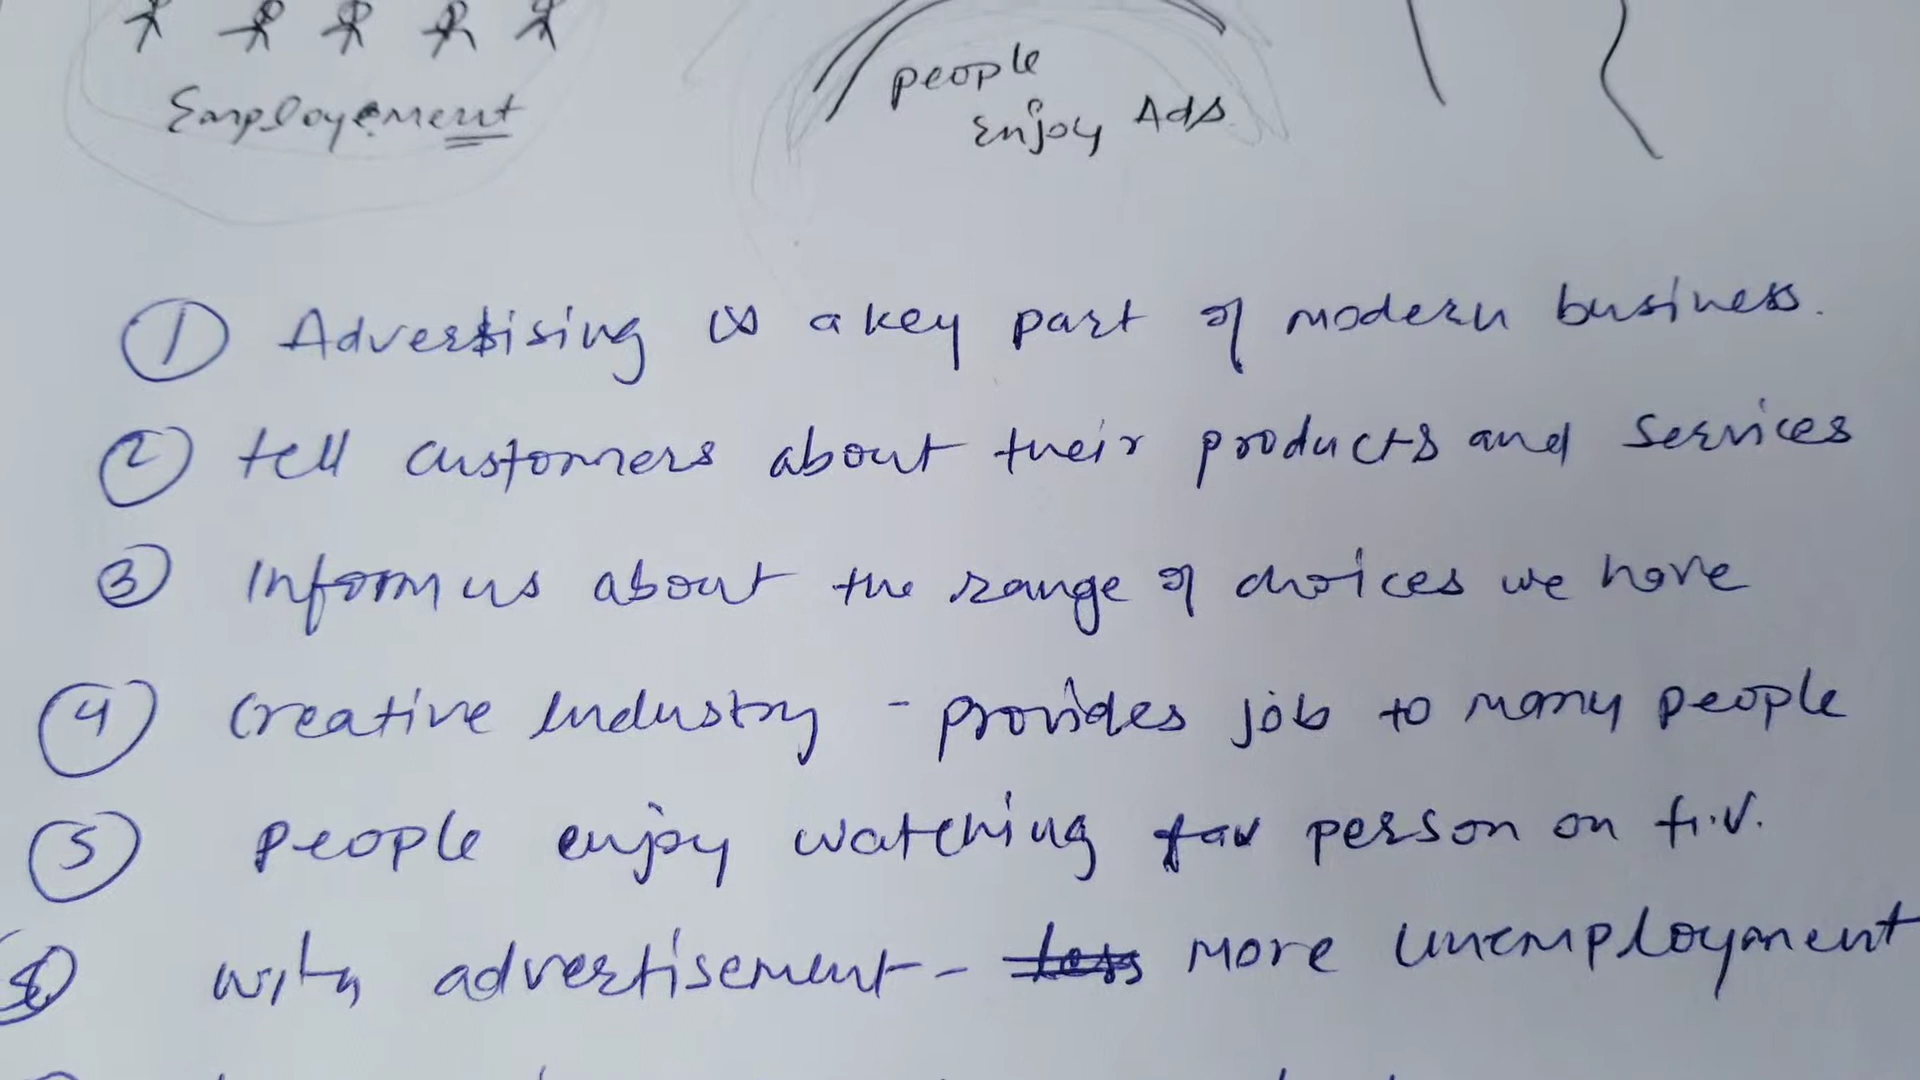 Employement
people
Enjoy Ads
1 Advertising is a key part of modern business.
2 tell customers about their products and services
3 Inform us about the range of choices we have
4 Creative Industry - provides job to many people
5 People enjoy watching fav person on t.v.
with advertisement - less More unemployment